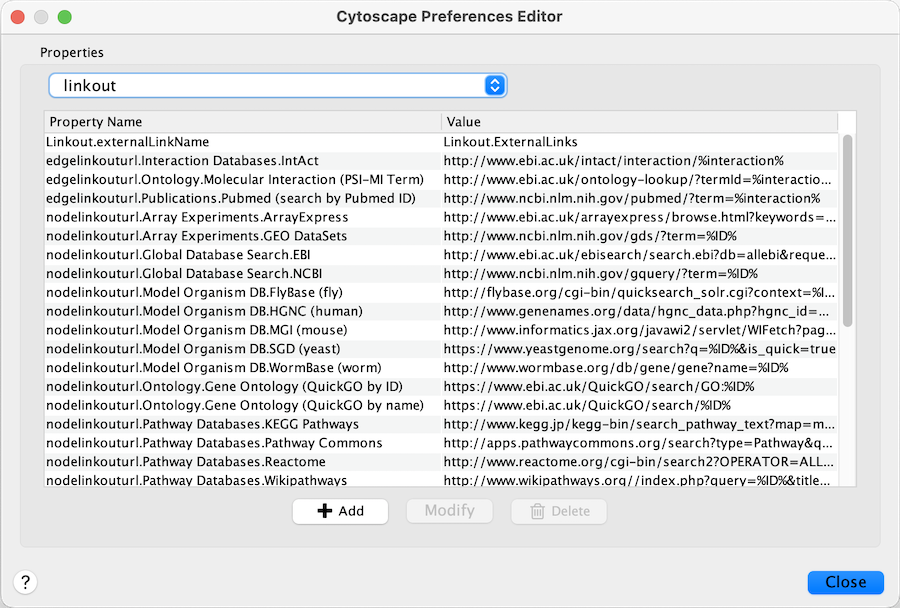 Cytoscape Preferences Editor
Properties
linkout
Property Name Value
Linkout.externalLinkName Linkout.ExternalLinks
edgelinkouturl.Interaction Databases.IntAct http://www.ebi.ac.uk/intact/interaction/%interaction%
edgelinkouturl.Ontology.Molecular Interaction (PSI-MI Term) http://www.ebi.ac.uk/ontology-lookup/?termId=%interactio...
edgelinkouturl.Publications.Pubmed (search by Pubmed ID) http://www.ncbi.nlm.nih.gov/pubmed/?term=%interaction%
nodelinkouturl.Array Experiments.ArrayExpress http://www.ebi.ac.uk/arrayexpress/browse.html?keywords=...
nodelinkouturl.Array Experiments.GEO DataSets http://www.ncbi.nlm.nih.gov/gds/?term=%ID%
nodelinkouturl.Global Database Search.EBI http://www.ebi.ac.uk/ebisearch/search.ebi?db=allebi&reque...
nodelinkouturl.Global Database Search.NCBI http://www.ncbi.nlm.nih.gov/gquery/?term=%ID%
nodelinkouturl.Model Organism DB.FlyBase (fly) http://flybase.org/cgi-bin/quicksearch_solr.cgi?context=%I...
nodelinkouturl.Model Organism DB.HGNC (human) http://www.genenames.org/data/hgnc_data.php?hgnc_id=...
nodelinkouturl.Model Organism DB.MGI (mouse) http://www.informatics.jax.org/javawi2/servlet/WIFetch?pag...
nodelinkouturl.Model Organism DB.SGD (yeast) https://www.yeastgenome.org/search?q=%ID%&is_quick=true
nodelinkouturl.Model Organism DB.WormBase (worm) http://www.wormbase.org/db/gene/gene?name=%ID%
nodelinkouturl.Ontology.Gene Ontology (QuickGO by ID) https://www.ebi.ac.uk/QuickGO/search/GO:%ID%
nodelinkouturl.Ontology.Gene Ontology (QuickGO by name) https://www.ebi.ac.uk/QuickGO/search/%ID%
nodelinkouturl.Pathway Databases.KEGG Pathways http://www.kegg.jp/kegg-bin/search_pathway_text?map=m...
nodelinkouturl.Pathway Databases.Pathway Commons http://apps.pathwaycommons.org/search?type=Pathway&q...
nodelinkouturl.Pathway Databases.Reactome http://www.reactome.org/cgi-bin/search2?OPERATOR=ALL...
nodelinkouturl.Pathway Databases.Wikipathways http://www.wikipathways.org//index.php?query=%ID%&title...
Add Modify Delete
? Close